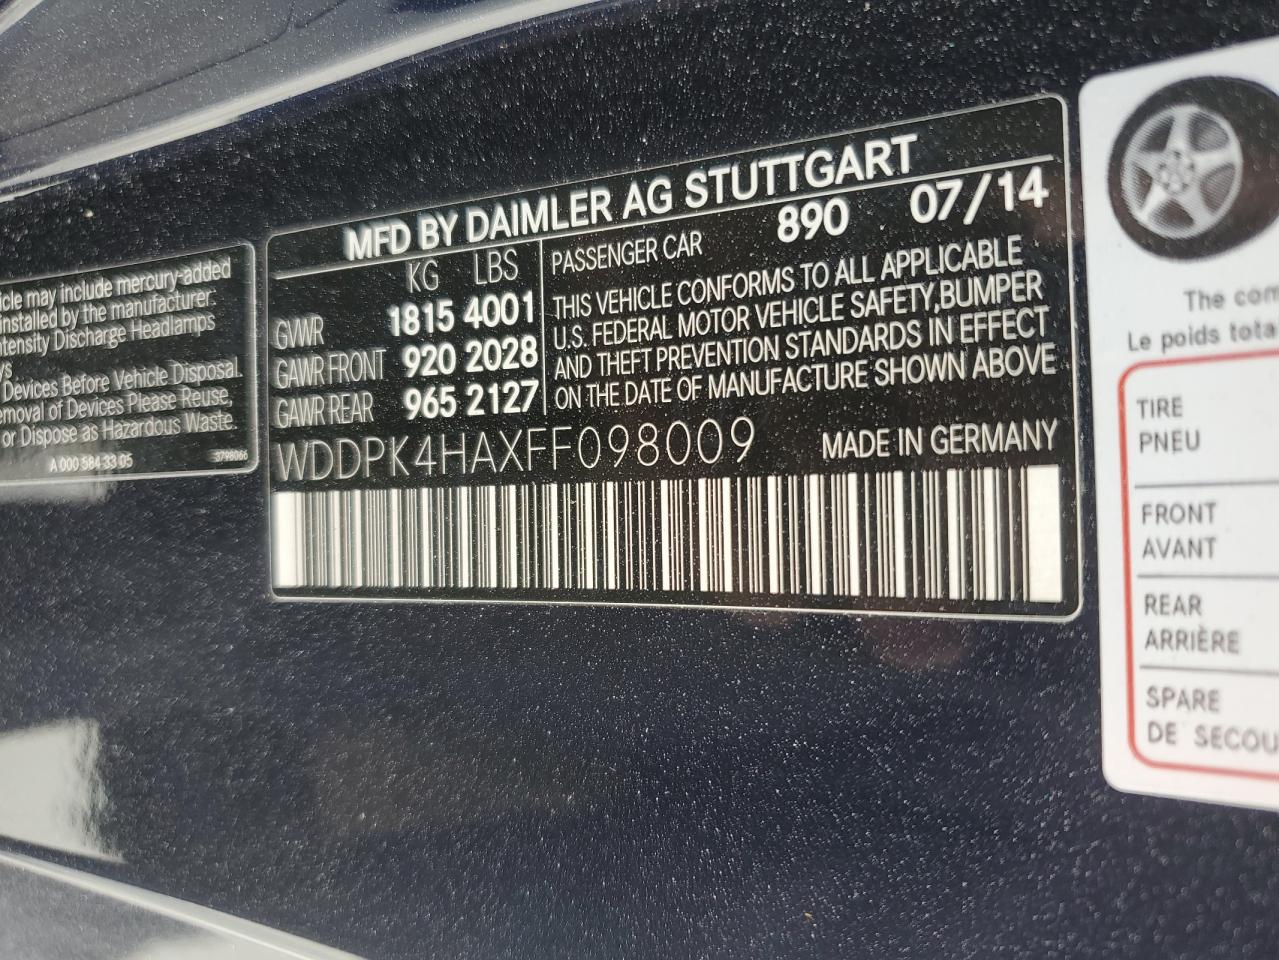 icle may include mercury-added
installed by the manufacturer:
ntensity Discharge Headlamps
ys
Devices Before Vehicle Disposal.
emoval of Devices Please Reuse,
or Dispose as Hazardous Waste.
A 000 584 33 05 3798066
MFD BY DAIMLER AG STUTTGART
KG LBS
GVWR 1815 4001
GAWR FRONT 920 2028
GAWR REAR 965 2127
PASSENGER CAR 890 07/14
THIS VEHICLE CONFORMS TO ALL APPLICABLE
U.S. FEDERAL MOTOR VEHICLE SAFETY,BUMPER
AND THEFT PREVENTION STANDARDS IN EFFECT
ON THE DATE OF MANUFACTURE SHOWN ABOVE
WDDPK4HAXFF098009 MADE IN GERMANY
The com
Le poids tota
TIRE
PNEU
FRONT
AVANT
REAR
ARRIÈRE
SPARE
DE SECOU